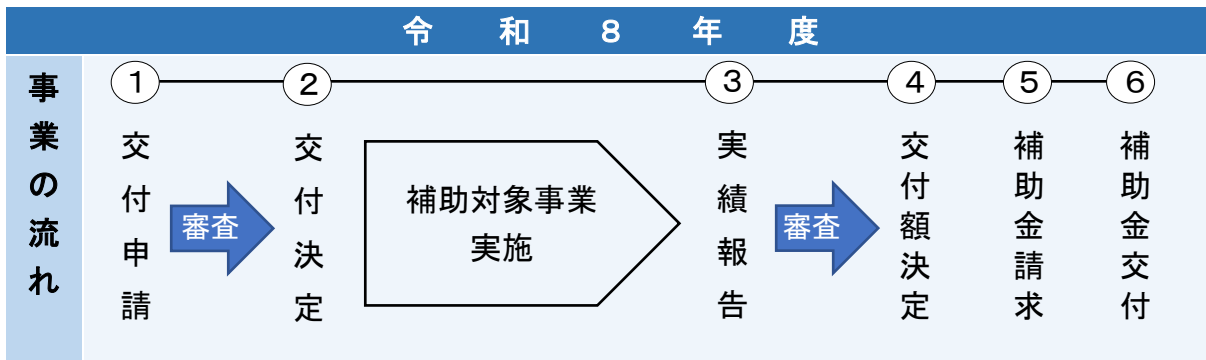 令和８年度
事業の流れ
１
交付申請
審査
２
交付決定
補助対象事業
実施
３
実績報告
審査
４
交付額決定
５
補助金請求
６
補助金交付